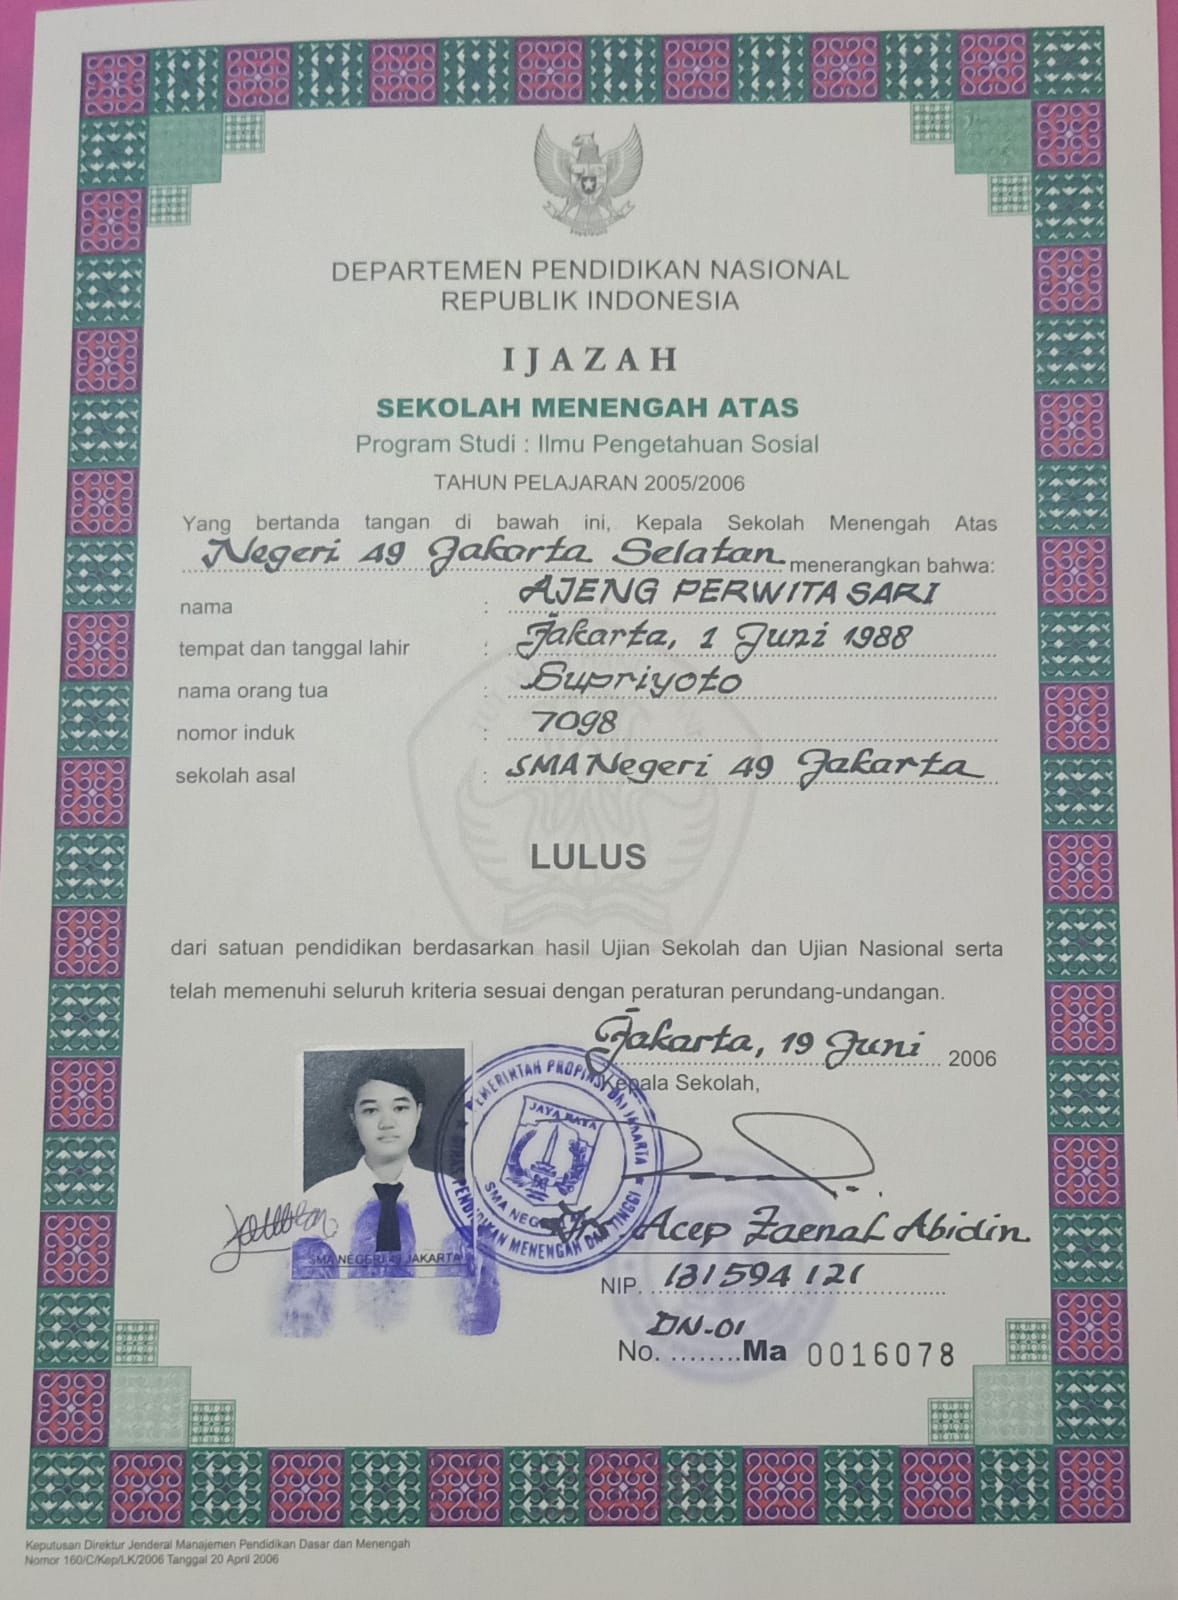 DEPARTEMEN PENDIDIKAN NASIONAL
REPUBLIK INDONESIA
IJAZAH
SEKOLAH MENENGAH ATAS
Program Studi : Ilmu Pengetahuan Sosial
TAHUN PELAJARAN 2005/2006
Yang bertanda tangan di bawah ini, Kepala Sekolah Menengah Atas
Negeri 49 Jakarta Selatan menerangkan bahwa:
nama : AJENG PERWITA SARI
tempat dan tanggal lahir : Jakarta, 1 Juni 1988
nama orang tua : Supriyoto
nomor induk : 7098
sekolah asal : SMA Negeri 49 Jakarta
LULUS
dari satuan pendidikan berdasarkan hasil Ujian Sekolah dan Ujian Nasional serta
telah memenuhi seluruh kriteria sesuai dengan peraturan perundang-undangan.
Jakarta, 19 Juni 2006
Kepala Sekolah,
PEMERINTAH PROPINSI DKI JAKARTA
JAYA RAYA
SMA NEGERI
PENDIDIKAN MENENGAH DAN TINGGI
SMA NEGERI 49 JAKARTA
Acep Zaenal Abidin
NIP. 131594121
DN-01
No. ........Ma 0016078
Keputusan Direktur Jenderal Manajemen Pendidikan Dasar dan Menengah
Nomor 160/C/Kep/LK/2006 Tanggal 20 April 2006